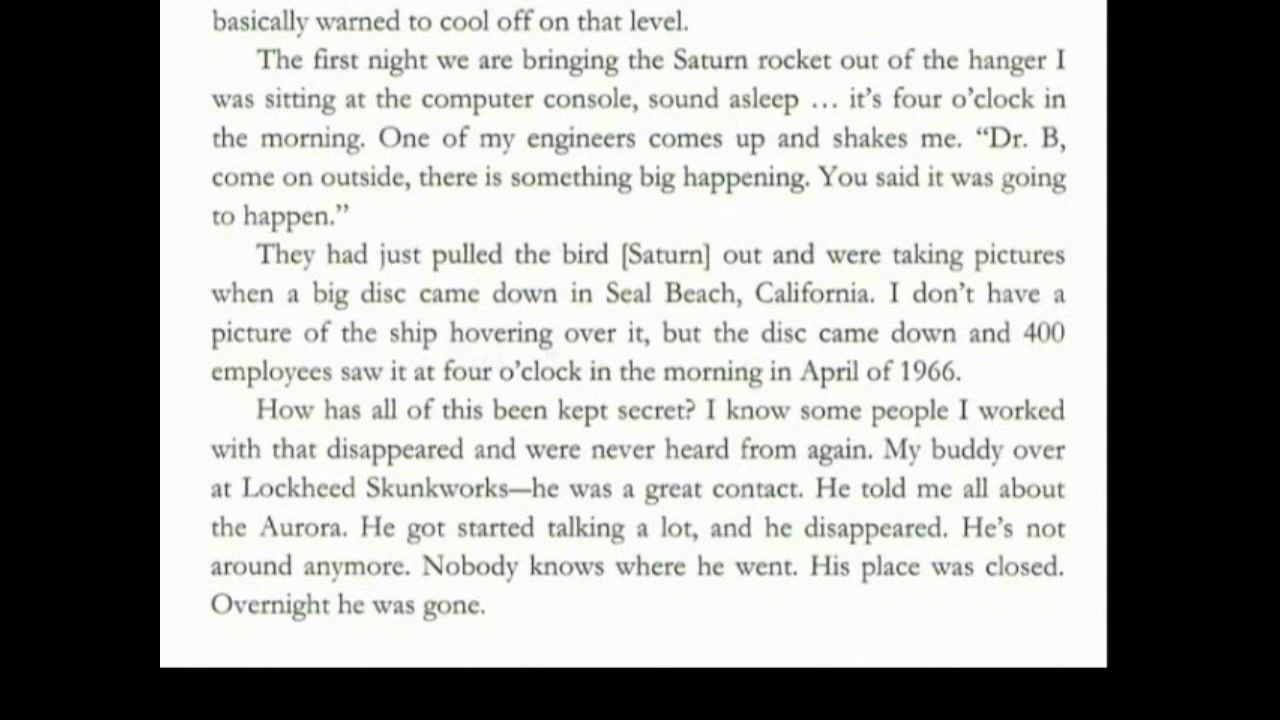 basically warned to cool off on that level.
The first night we are bringing the Saturn rocket out of the hanger I
was sitting at the computer console, sound asleep … it's four o'clock in
the morning. One of my engineers comes up and shakes me. “Dr. B,
come on outside, there is something big happening. You said it was going
to happen.”
They had just pulled the bird [Saturn] out and were taking pictures
when a big disc came down in Seal Beach, California. I don't have a
picture of the ship hovering over it, but the disc came down and 400
employees saw it at four o'clock in the morning in April of 1966.
How has all of this been kept secret? I know some people I worked
with that disappeared and were never heard from again. My buddy over
at Lockheed Skunkworks—he was a great contact. He told me all about
the Aurora. He got started talking a lot, and he disappeared. He's not
around anymore. Nobody knows where he went. His place was closed.
Overnight he was gone.